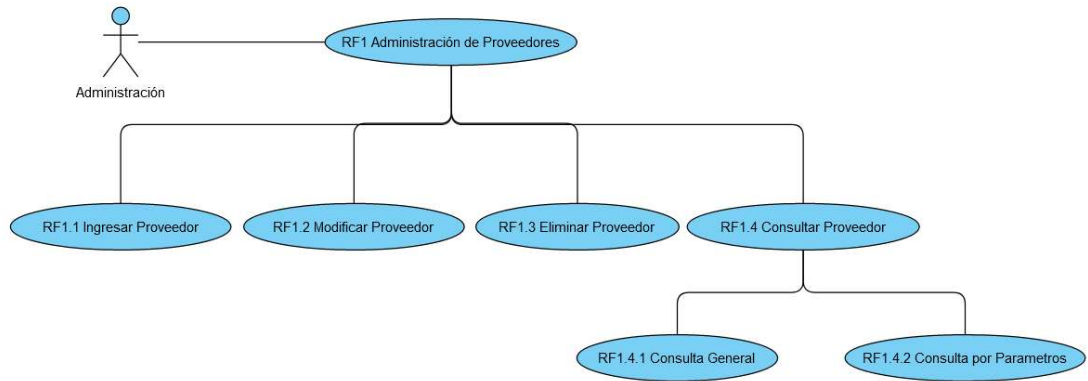 RF1 Administración de Proveedores
Administración
RF1.1 Ingresar Proveedor
RF1.2 Modificar Proveedor
RF1.3 Eliminar Proveedor
RF1.4 Consultar Proveedor
RF1.4.1 Consulta General
RF1.4.2 Consulta por Parametros